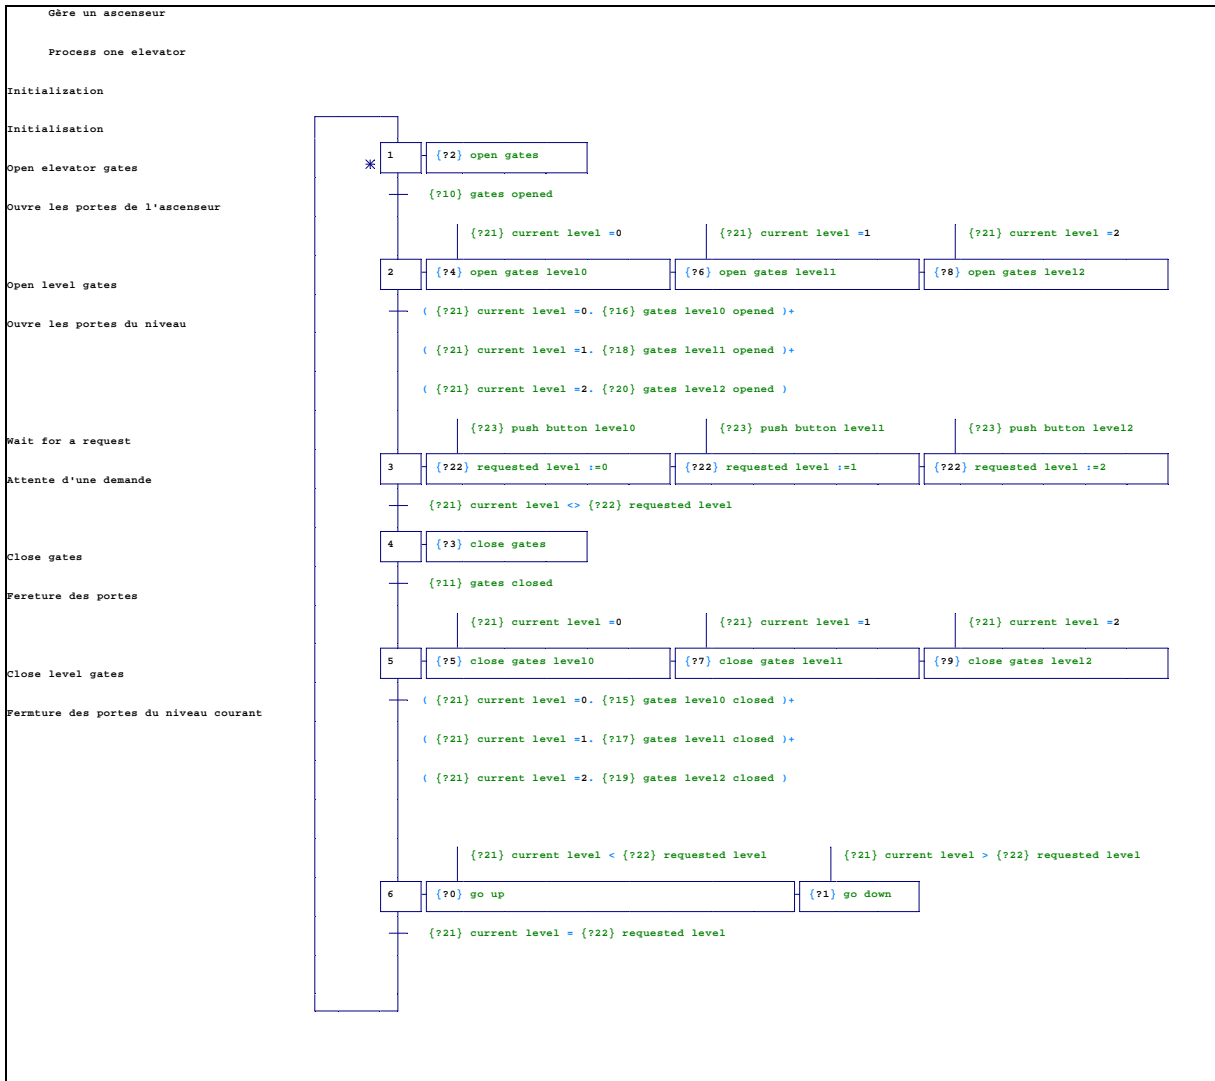 Gère un ascenseur
Process one elevator
Initialization
Initialisation
1 {?2} open gates
Open elevator gates
{?10} gates opened
Ouvre les portes de l'ascenseur
{?21} current level =0 {?21} current level =1 {?21} current level =2
2 {?4} open gates level0 {?6} open gates level1 {?8} open gates level2
Open level gates
( {?21} current level =0. {?16} gates level0 opened )+
Ouvre les portes du niveau
( {?21} current level =1. {?18} gates level1 opened )+
( {?21} current level =2. {?20} gates level2 opened )
{?23} push button level0 {?23} push button level1 {?23} push button level2
Wait for a request
3 {?22} requested level :=0 {?22} requested level :=1 {?22} requested level :=2
Attente d'une demande
{?21} current level <> {?22} requested level
4 {?3} close gates
Close gates
{?11} gates closed
Fereture des portes
{?21} current level =0 {?21} current level =1 {?21} current level =2
5 {?5} close gates level0 {?7} close gates level1 {?9} close gates level2
Close level gates
( {?21} current level =0. {?15} gates level0 closed )+
Fermture des portes du niveau courant
( {?21} current level =1. {?17} gates level1 closed )+
( {?21} current level =2. {?19} gates level2 closed )
{?21} current level < {?22} requested level {?21} current level > {?22} requested level
6 {?0} go up {?1} go down
{?21} current level = {?22} requested level